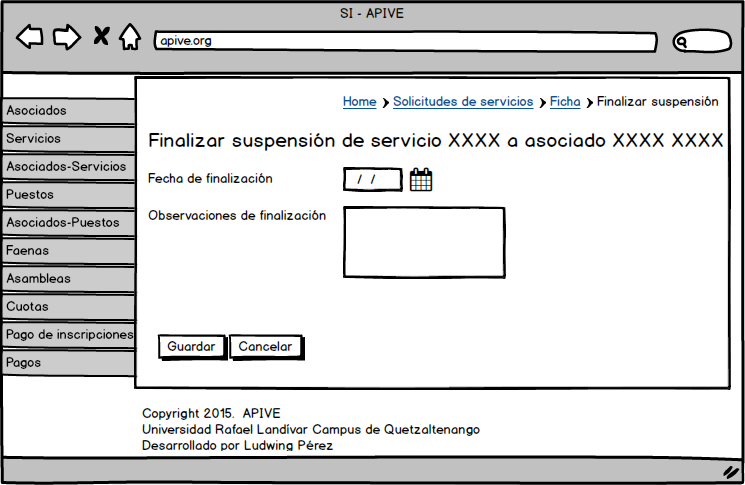 SI - APIVE
apive.org
Home > Solicitudes de servicios > Ficha > Finalizar suspensión
Asociados
Servicios
Asociados-Servicios
Puestos
Asociados-Puestos
Faenas
Asambleas
Cuotas
Pago de inscripciones
Pagos
Finalizar suspensión de servicio XXXX a asociado XXXX XXXX
Fecha de finalización
/ /
Observaciones de finalización
Guardar
Cancelar
Copyright 2015. APIVE
Universidad Rafael Landívar Campus de Quetzaltenango
Desarrollado por Ludwing Pérez